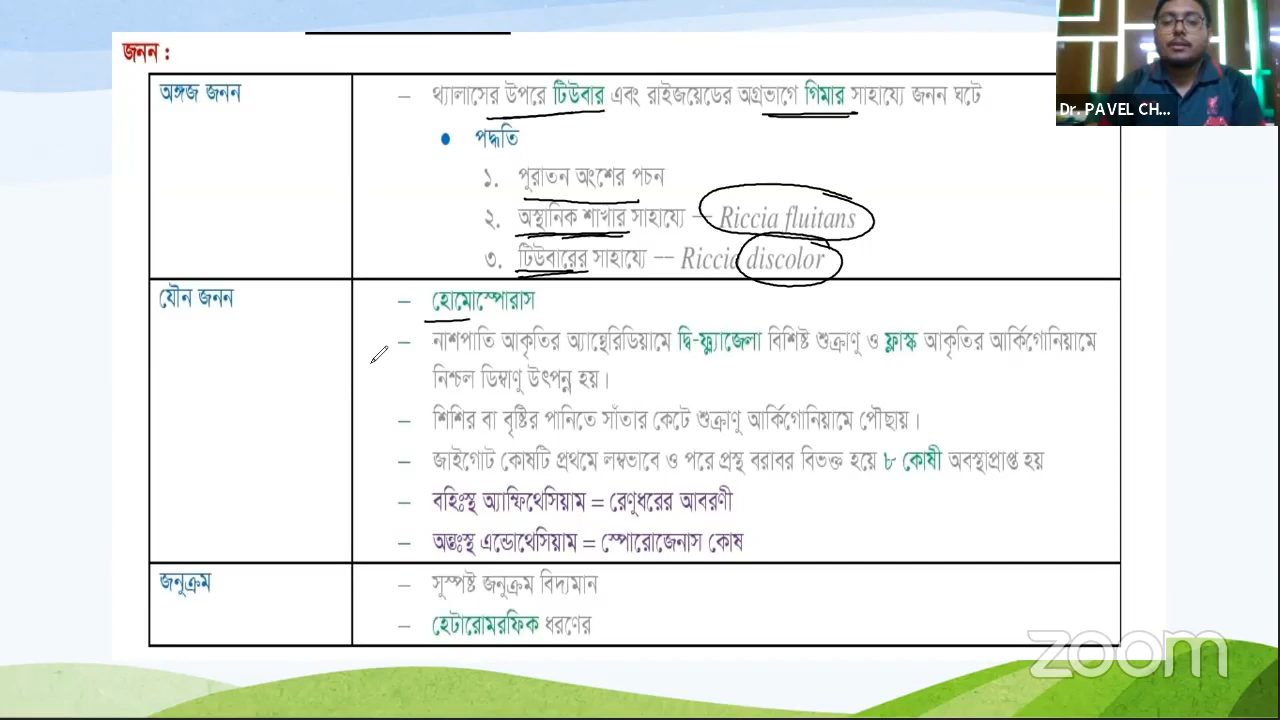 জনন :
অঙ্গজ জনন
– থ্যালাসের উপরে টিউবার এবং রাইজয়েডের অগ্রভাগে গিমার সাহায্যে জনন ঘটে
• পদ্ধতি
১. পুরাতন অংশের পচন
২. অস্থানিক শাখার সাহায্যে — Riccia fluitans
৩. টিউবারের সাহায্যে — Riccia discolor
যৌন জনন
– হোমোস্পোরাস
– নাশপাতি আকৃতির অ্যান্থেরিডিয়ামে দ্বি-ফ্ল্যাজেলা বিশিষ্ট শুক্রাণু ও ফ্লাস্ক আকৃতির আর্কিগোনিয়ামে
নিশ্চল ডিম্বাণু উৎপন্ন হয়।
– শিশির বা বৃষ্টির পানিতে সাঁতার কেটে শুক্রাণু আর্কিগোনিয়ামে পৌছায়।
– জাইগোট কোষটি প্রথমে লম্বভাবে ও পরে প্রস্থ বরাবর বিভক্ত হয়ে ৮ কোষী অবস্থাপ্রাপ্ত হয়
– বহিঃস্থ অ্যাম্ফিথেসিয়াম = রেণুধরের আবরণী
– অন্তঃস্থ এন্ডোথেসিয়াম = স্পোরোজেনাস কোষ
জনুক্রম
– সুস্পষ্ট জনুক্রম বিদ্যমান
– হেটারোমরফিক ধরণের
Dr. PAVEL CH...
zoom